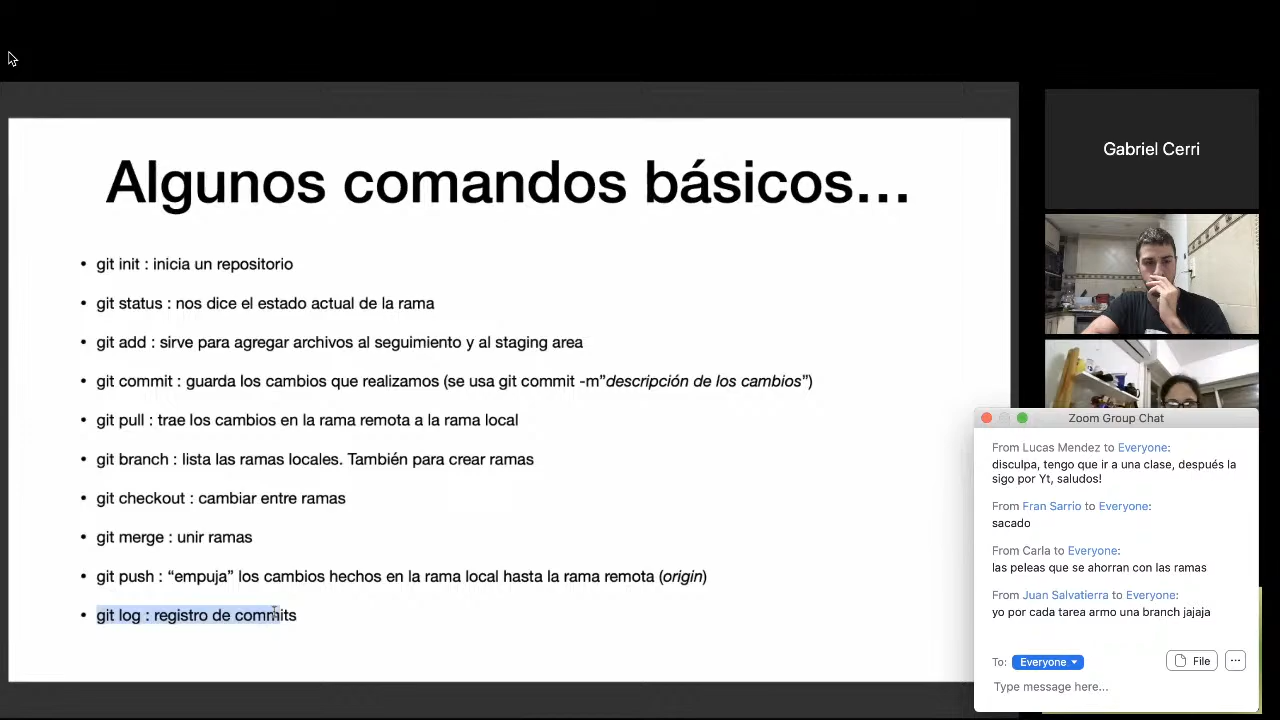 Algunos comandos básicos...
• git init : inicia un repositorio
• git status : nos dice el estado actual de la rama
• git add : sirve para agregar archivos al seguimiento y al staging area
• git commit : guarda los cambios que realizamos (se usa git commit -m”descripción de los cambios”)
• git pull : trae los cambios en la rama remota a la rama local
• git branch : lista las ramas locales. También para crear ramas
• git checkout : cambiar entre ramas
• git merge : unir ramas
• git push : “empuja” los cambios hechos en la rama local hasta la rama remota (origin)
• git log : registro de commits
Gabriel Cerri
Zoom Group Chat
From Lucas Mendez to Everyone:
disculpa, tengo que ir a una clase, después la
sigo por Yt, saludos!
From Fran Sarrio to Everyone:
sacado
From Carla to Everyone:
las peleas que se ahorran con las ramas
From Juan Salvatierra to Everyone:
yo por cada tarea armo una branch jajaja
To: Everyone
File
Type message here...